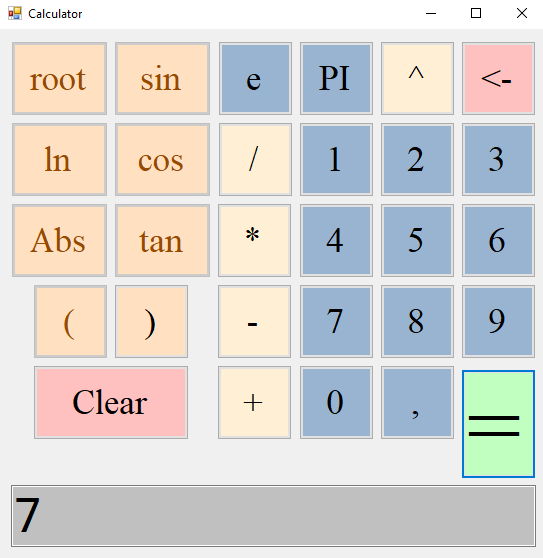 Calculator
root sin e PI ^ <-
ln cos / 1 2 3
Abs tan * 4 5 6
( ) - 7 8 9
Clear + 0 , =
7